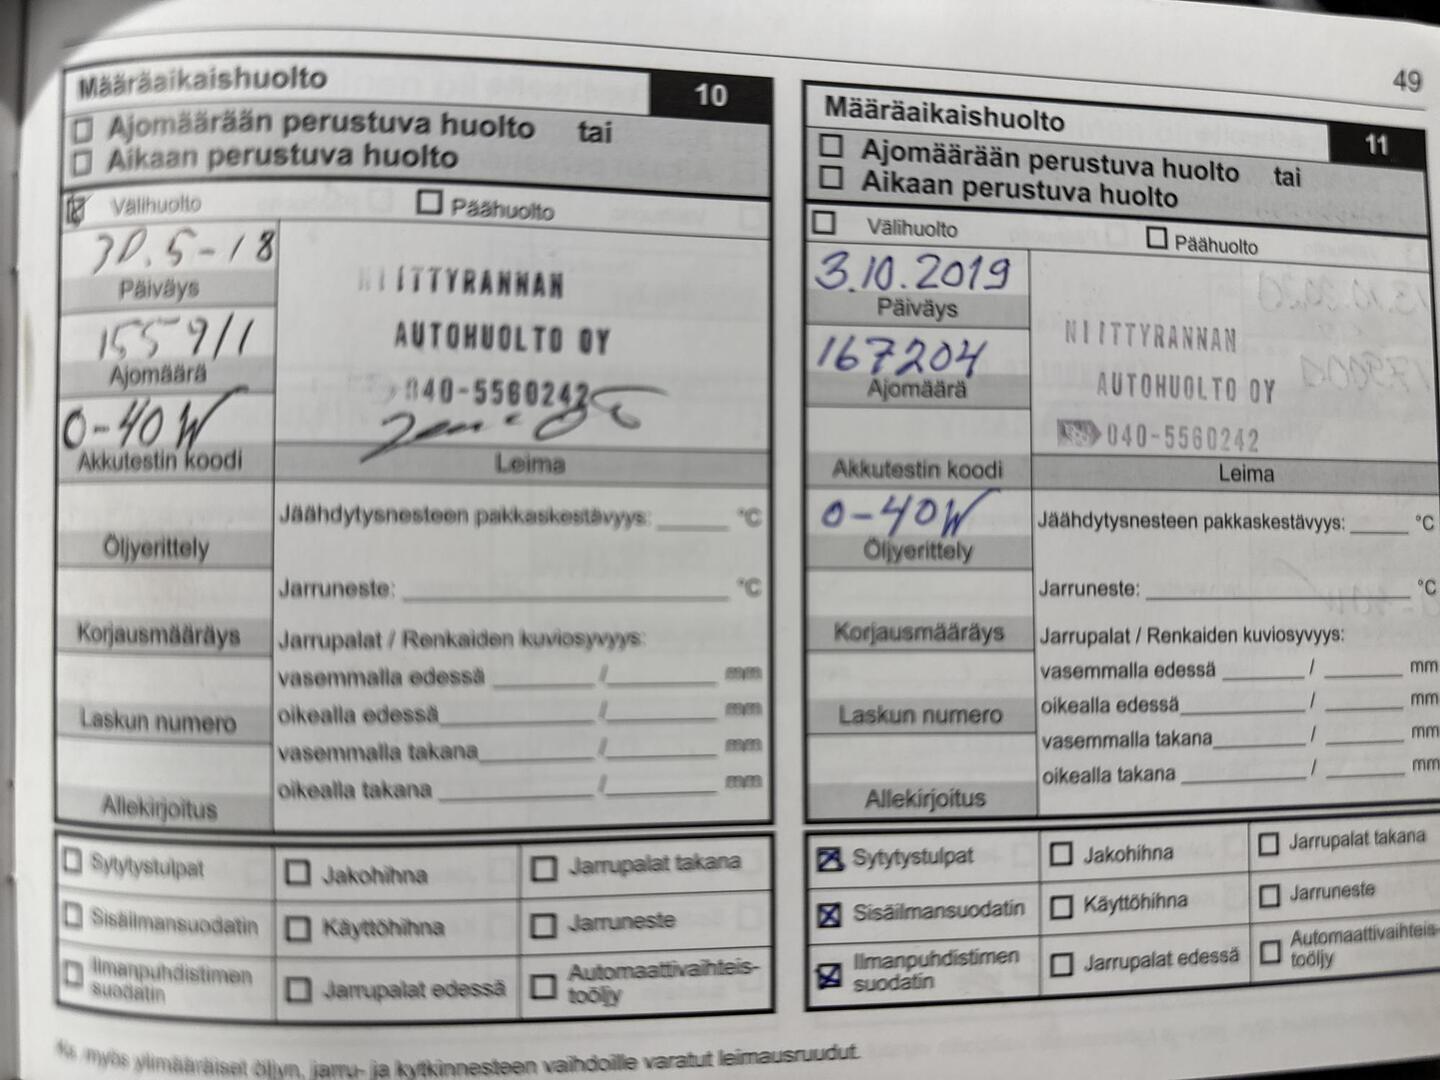 49
Määräaikaishuolto 10
Ajomäärään perustuva huolto tai
Aikaan perustuva huolto
Välihuolto Päähuolto
30.5-18
Päiväys
155911
Ajomäärä
0-40W
Akkutestin koodi
NIITTYRANNAN
AUTOHUOLTO OY
040-5560242
Leima
Öljyerittely
Korjausmääräys
Laskun numero
Allekirjoitus
Jäähdytysnesteen pakkaskestävyys: °C
Jarruneste: °C
Jarrupalat / Renkaiden kuviosyvyys:
vasemmalla edessä / mm
oikealla edessä / mm
vasemmalla takana / mm
oikealla takana / mm
Sytytystulpat Jakohihna Jarrupalat takana
Sisäilmansuodatin Käyttöhihna Jarruneste
Ilmanpuhdistimen suodatin Jarrupalat edessä Automaattivaihteis-
toöljy
Määräaikaishuolto 11
Ajomäärään perustuva huolto tai
Aikaan perustuva huolto
Välihuolto Päähuolto
3.10.2019
Päiväys
167204
Ajomäärä
Akkutestin koodi
NIITTYRANNAN
AUTOHUOLTO OY
040-5560242
Leima
0-40W
Öljyerittely
Korjausmääräys
Laskun numero
Allekirjoitus
Jäähdytysnesteen pakkaskestävyys: °C
Jarruneste: °C
Jarrupalat / Renkaiden kuviosyvyys:
vasemmalla edessä / mm
oikealla edessä / mm
vasemmalla takana / mm
oikealla takana / mm
Sytytystulpat Jakohihna Jarrupalat takana
Sisäilmansuodatin Käyttöhihna Jarruneste
Ilmanpuhdistimen suodatin Jarrupalat edessä Automaattivaihteis-
toöljy
myös ylimääräiset öljyn, jarru- ja kytkinnesteen vaihdoille varatut leimausruudut.